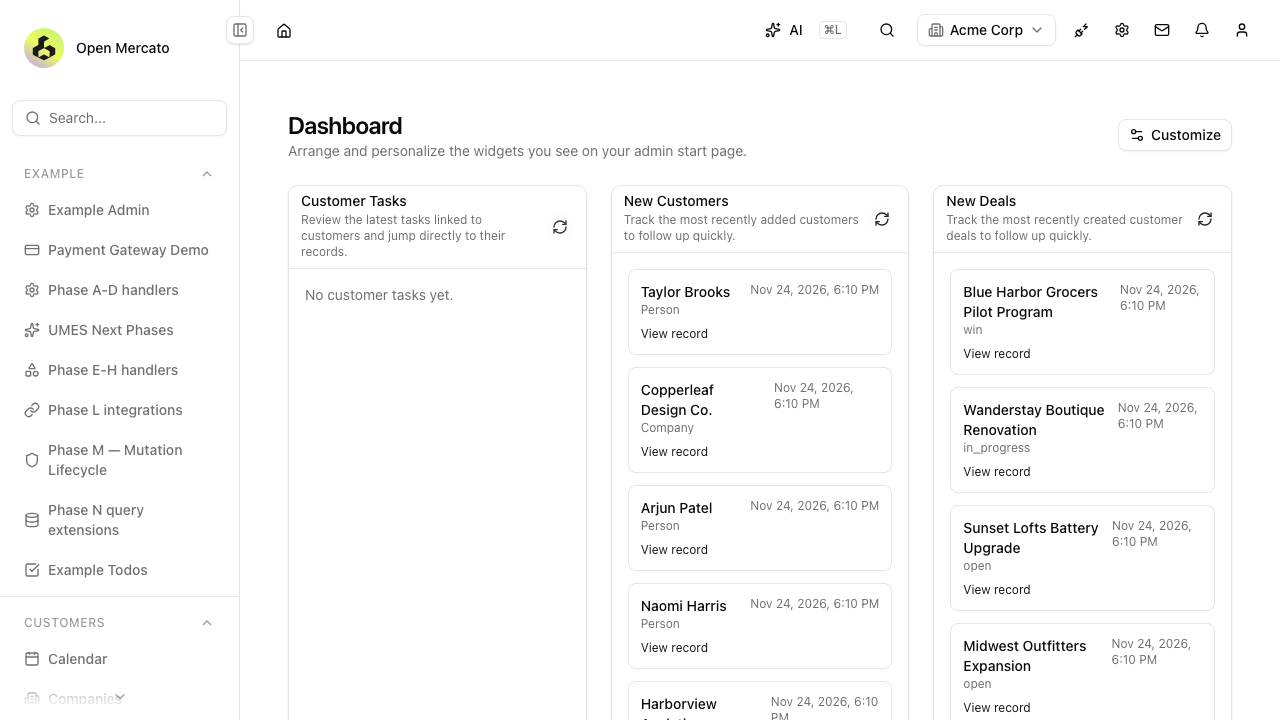 Open Mercato
AI
⌘L
Acme Corp
Search...
EXAMPLE
Example Admin
Payment Gateway Demo
Phase A-D handlers
UMES Next Phases
Phase E-H handlers
Phase L integrations
Phase M — Mutation
Lifecycle
Phase N query
extensions
Example Todos
CUSTOMERS
Calendar
Companies
Dashboard
Arrange and personalize the widgets you see on your admin start page.
Customize
Customer Tasks
Review the latest tasks linked to
customers and jump directly to their
records.
No customer tasks yet.
New Customers
Track the most recently added customers
to follow up quickly.
Taylor Brooks
Nov 24, 2026, 6:10 PM
Person
View record
Copperleaf
Design Co.
Nov 24, 2026,
6:10 PM
Company
View record
Arjun Patel
Nov 24, 2026, 6:10 PM
Person
View record
Naomi Harris
Nov 24, 2026, 6:10 PM
Person
View record
Harborview
Nov 24, 2026, 6:10
PM
New Deals
Track the most recently created customer
deals to follow up quickly.
Blue Harbor Grocers
Pilot Program
Nov 24, 2026,
6:10 PM
win
View record
Wanderstay Boutique
Renovation
Nov 24, 2026,
6:10 PM
in_progress
View record
Sunset Lofts Battery
Upgrade
Nov 24, 2026,
6:10 PM
open
View record
Midwest Outfitters
Expansion
Nov 24, 2026,
6:10 PM
open
View record